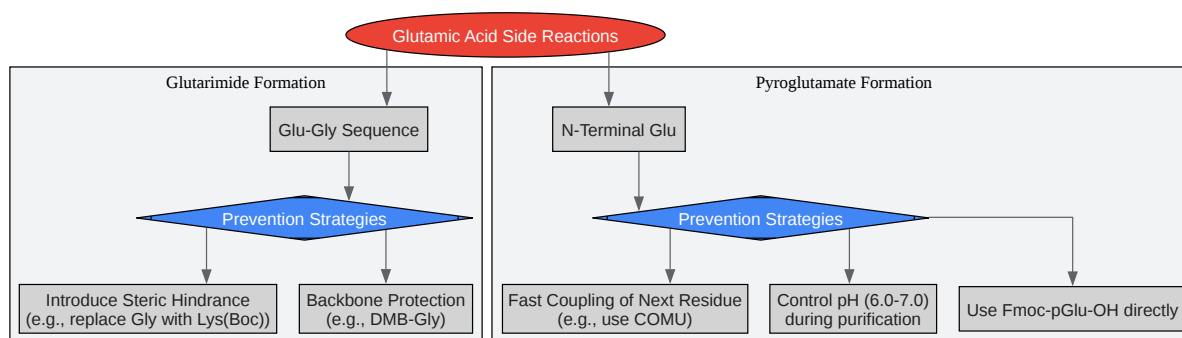 Glutamic Acid Side Reactions
Glutarimide Formation
Pyroglutamate Formation
Glu-Gly Sequence
N-Terminal Glu
Prevention Strategies
Prevention Strategies
Introduce Steric Hindrance
(e.g., replace Gly with Lys(Boc))
Backbone Protection
(e.g., DMB-Gly)
Fast Coupling of Next Residue
(e.g., use COMU)
Control pH (6.0-7.0)
during purification
Use Fmoc-pGlu-OH directly